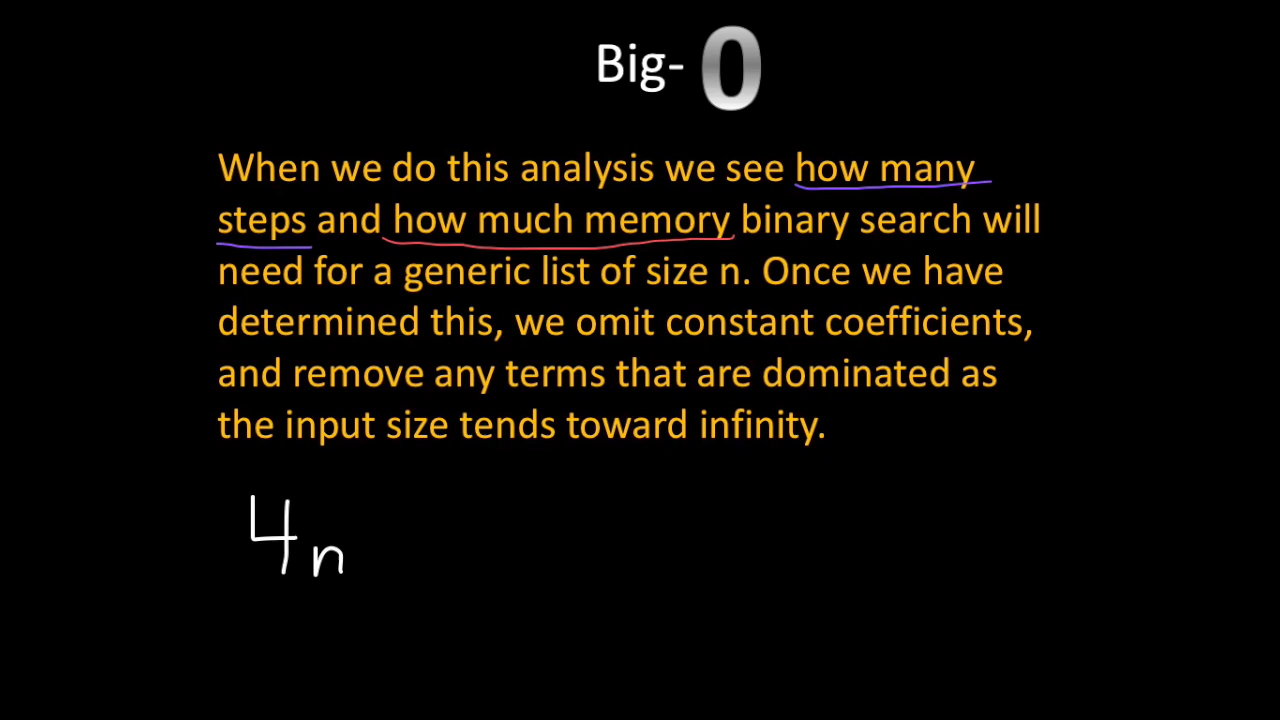 Big-O
When we do this analysis we see how many
steps and how much memory binary search will
need for a generic list of size n. Once we have
determined this, we omit constant coefficients,
and remove any terms that are dominated as
the input size tends toward infinity.
4n